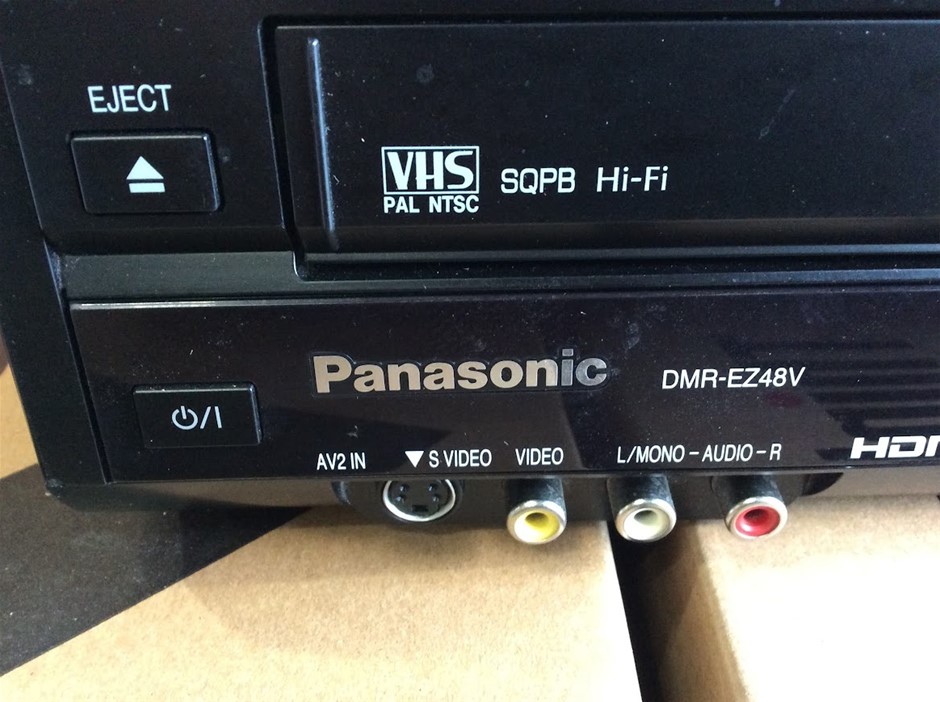 EJECT
VHS SQPB Hi-Fi
PAL NTSC
Panasonic DMR-EZ48V
AV2 IN ▼ S VIDEO VIDEO L/MONO – AUDIO – R